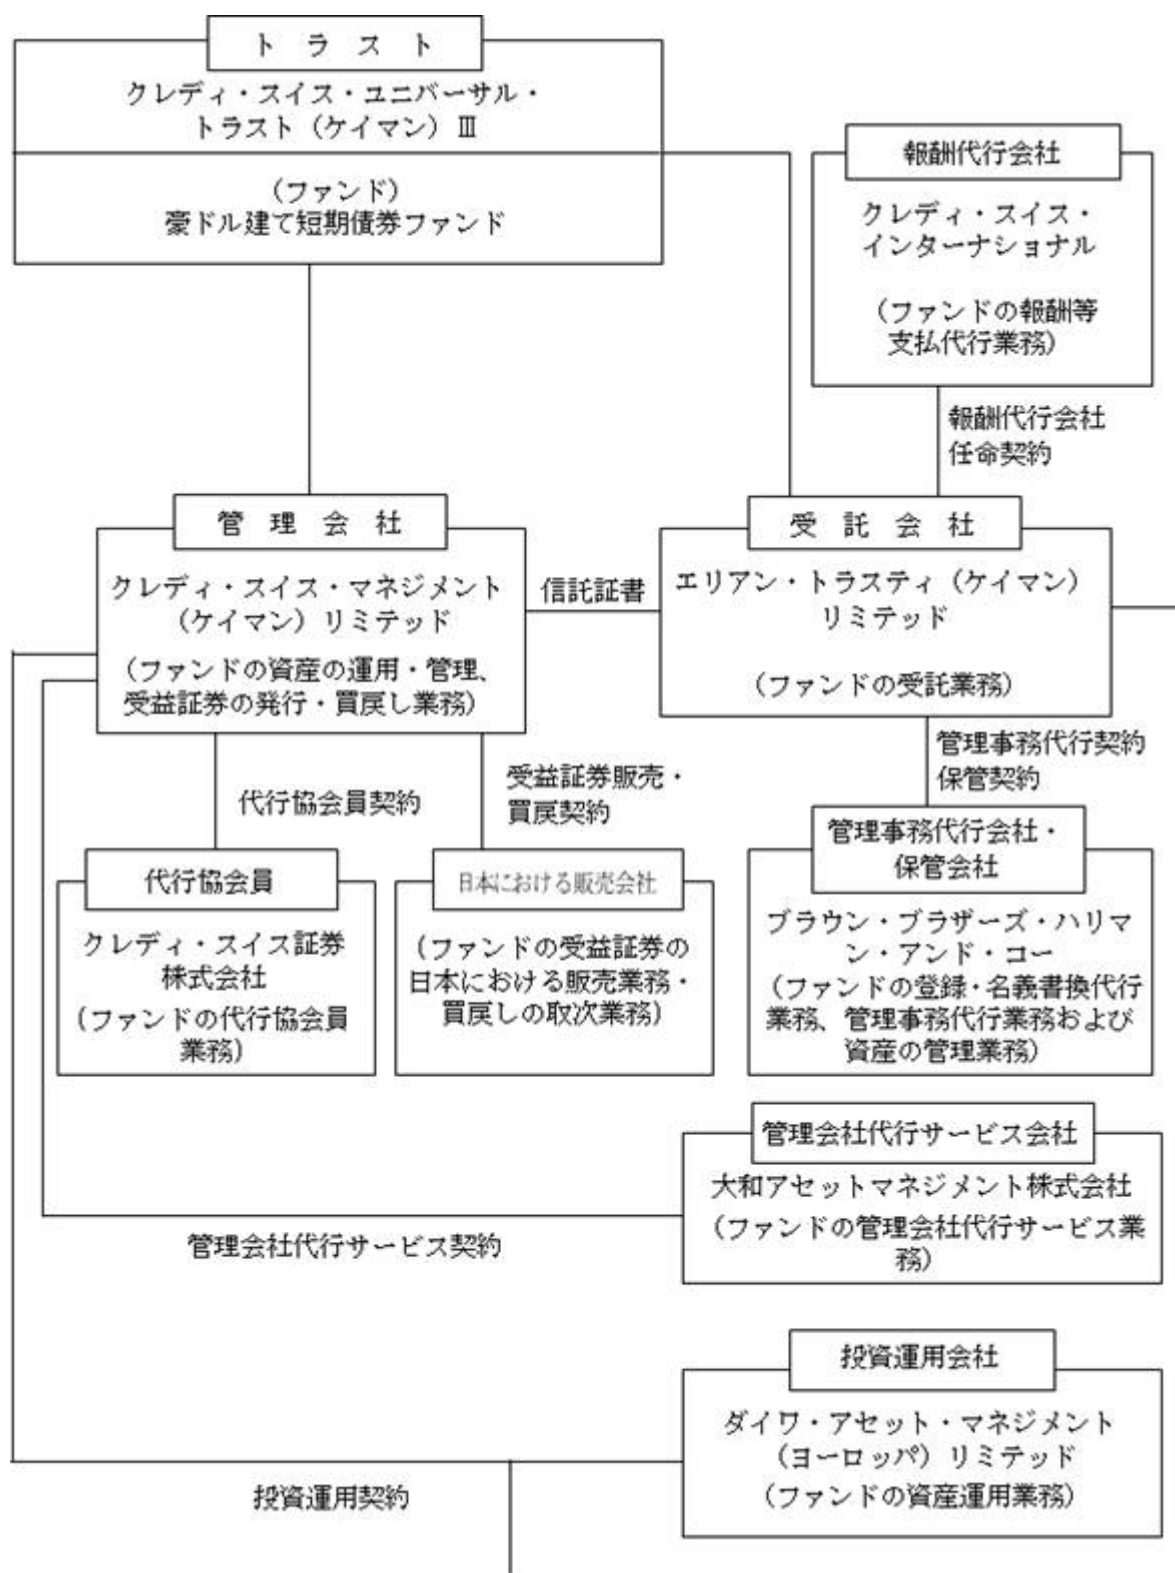 トラスト
クレディ・スイス・ユニバーサル・
トラスト（ケイマン）Ⅲ
（ファンド）
豪ドル建て短期債券ファンド
報酬代行会社
クレディ・スイス・
インターナショナル
（ファンドの報酬等
支払代行業務）
報酬代行会社
任命契約
管理会社
クレディ・スイス・マネジメント
（ケイマン）リミテッド
（ファンドの資産の運用・管理、
受益証券の発行・買戻し業務）
信託証書
受託会社
エリアン・トラスティ（ケイマン）
リミテッド
（ファンドの受託業務）
代行協会員契約
受益証券販売・
買戻契約
管理事務代行契約
保管契約
代行協会員
クレディ・スイス証券
株式会社
（ファンドの代行協会員
業務）
日本における販売会社
（ファンドの受益証券の
日本における販売業務・
買戻しの取次業務）
管理事務代行会社・
保管会社
ブラウン・ブラザーズ・ハリマ
ン・アンド・コー
（ファンドの登録・名義書換代行
業務、管理事務代行業務および
資産の管理業務）
管理会社代行サービス会社
大和アセットマネジメント株式会社
（ファンドの管理会社代行サービス業
務）
管理会社代行サービス契約
投資運用会社
ダイワ・アセット・マネジメント
（ヨーロッパ）リミテッド
（ファンドの資産運用業務）
投資運用契約